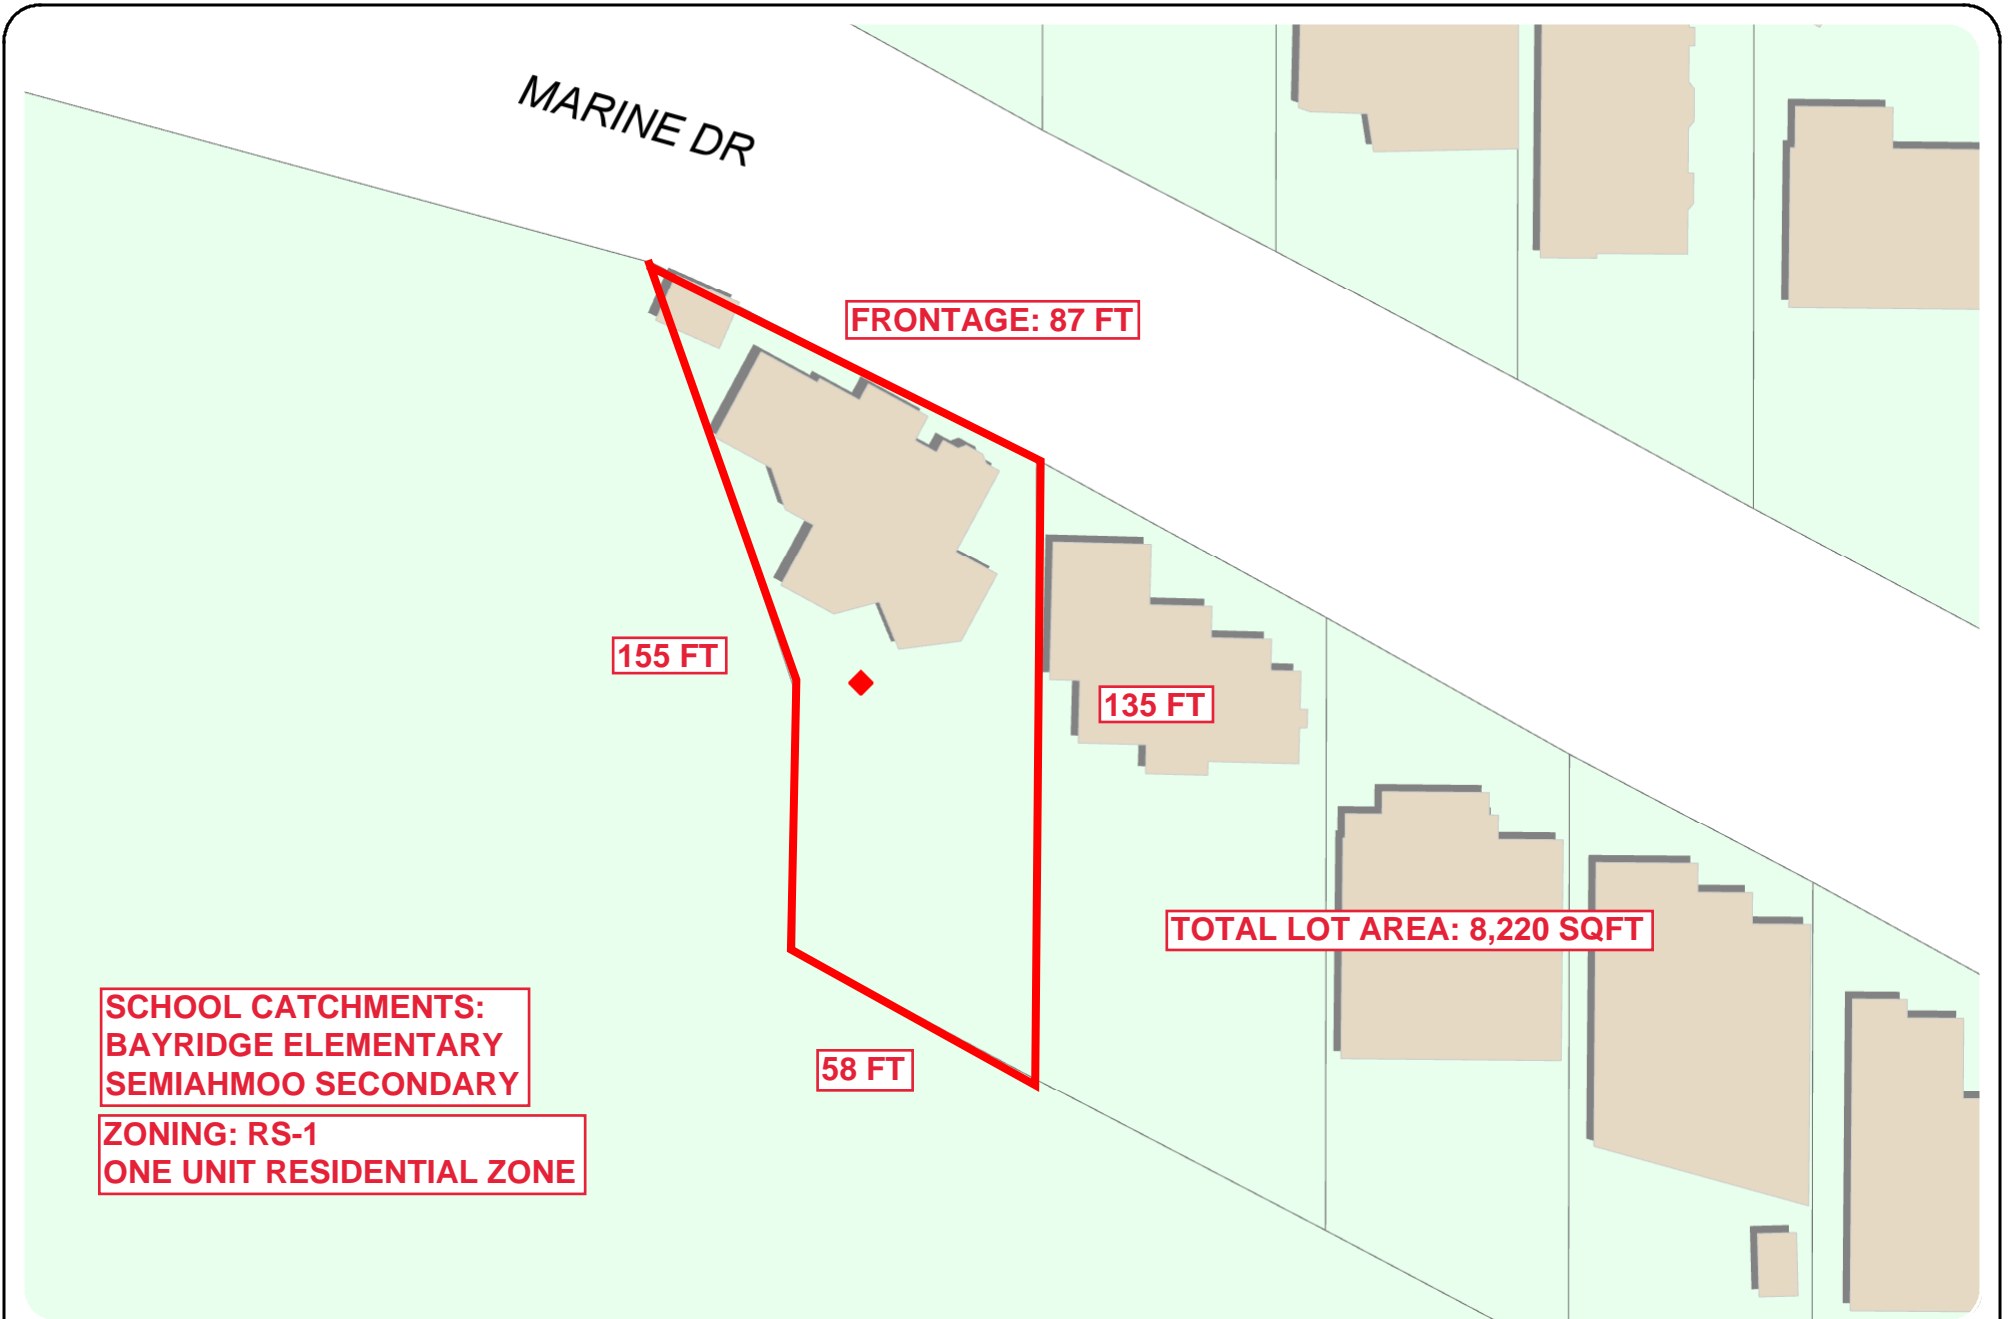 MARINE DR
FRONTAGE: 87 FT
155 FT
135 FT
TOTAL LOT AREA: 8,220 SQFT
SCHOOL CATCHMENTS:
BAYRIDGE ELEMENTARY
SEMIAHMOO SECONDARY
58 FT
ZONING: RS-1
ONE UNIT RESIDENTIAL ZONE